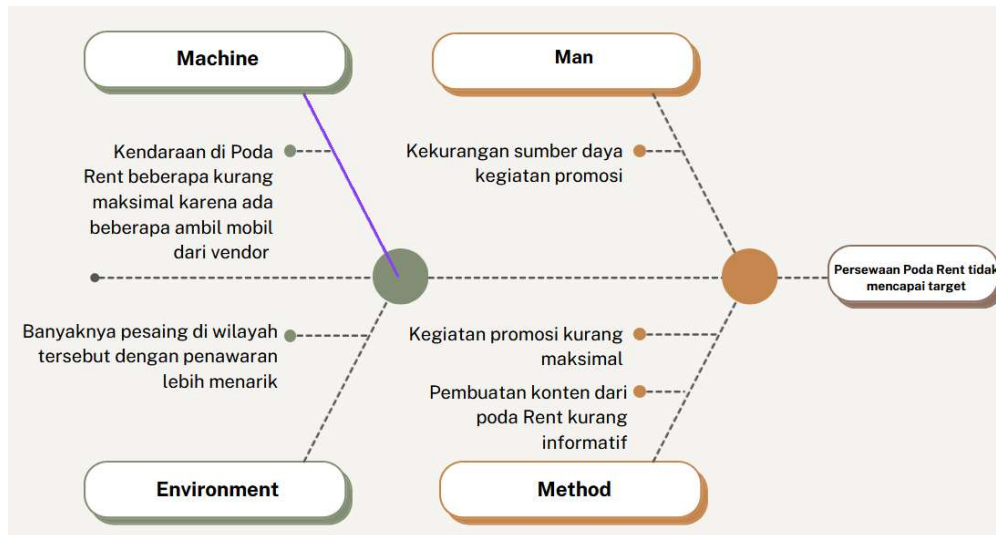 Machine
Man
Kendaraan di Poda
Rent beberapa kurang
maksimal karena ada
beberapa ambil mobil
dari vendor
Kekurangan sumber daya
kegiatan promosi
Persewaan Poda Rent tidak
mencapai target
Banyaknya pesaing di wilayah
tersebut dengan penawaran
lebih menarik
Kegiatan promosi kurang
maksimal
Pembuatan konten dari
poda Rent kurang
informatif
Environment
Method